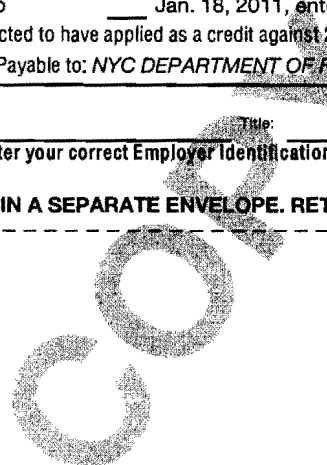 Jan. 18, 2011, ent
cted to have applied as a credit against
Payable to: NYC DEPARTMENT OF
Title:
ter your correct Employer Identification
IN A SEPARATE ENVELOPE. RET
COPY